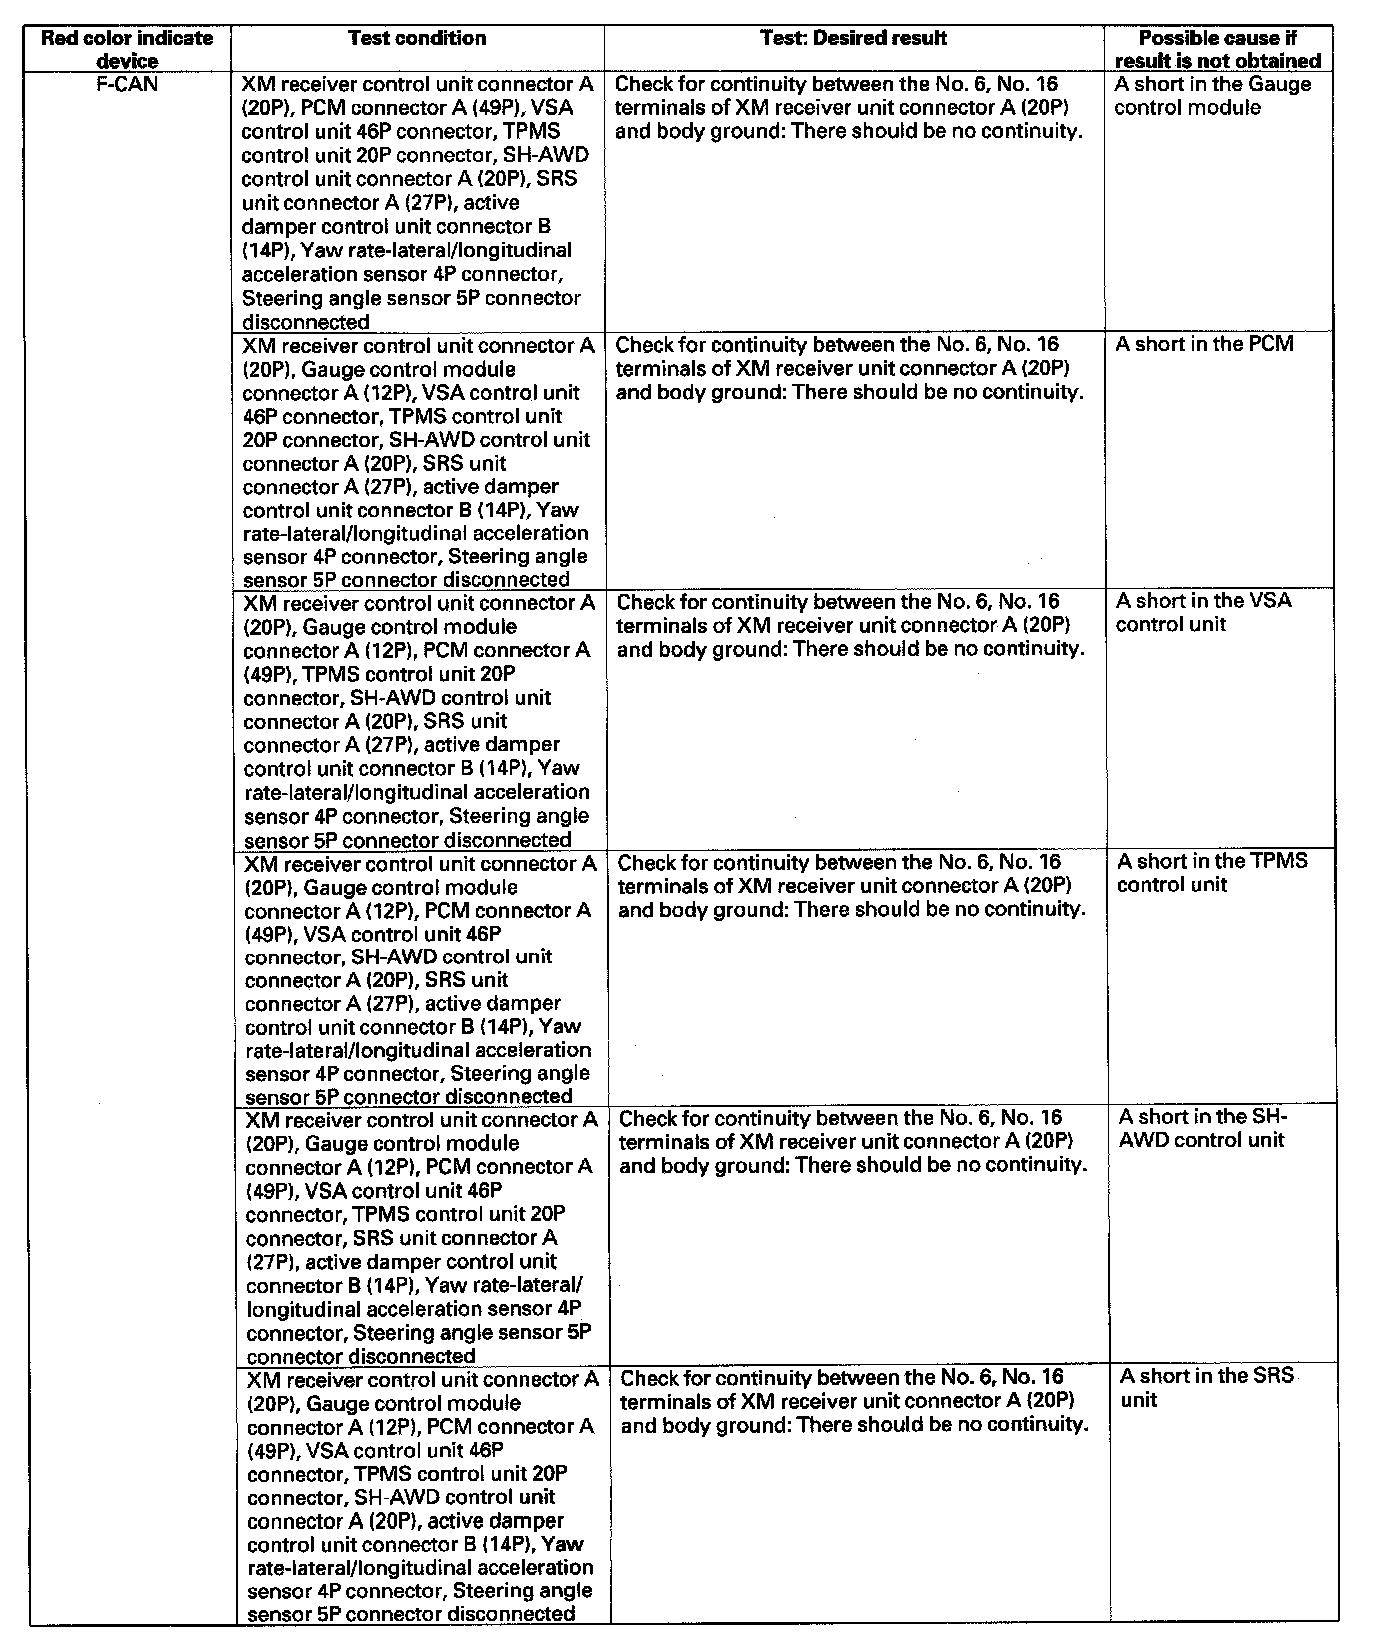 Red color indicate device
Test condition
Test: Desired result
Possible cause if result is not obtained
F-CAN
XM receiver control unit connector A
(20P), PCM connector A (49P), VSA
control unit 46P connector, TPMS
control unit 20P connector, SH-AWD
control unit connector A (20P), SRS
unit connector A (27P), active
damper control unit connector B
(14P), Yaw rate-lateral/longitudinal
acceleration sensor 4P connector,
Steering angle sensor 5P connector
disconnected
Check for continuity between the No. 6, No. 16
terminals of XM receiver unit connector A (20P)
and body ground: There should be no continuity.
A short in the Gauge
control module
XM receiver control unit connector A
(20P), Gauge control module
connector A (12P), VSA control unit
46P connector, TPMS control unit
20P connector, SH-AWD control unit
connector A (20P), SRS unit
connector A (27P), active damper
control unit connector B (14P), Yaw
rate-lateral/longitudinal acceleration
sensor 4P connector, Steering angle
sensor 5P connector disconnected
Check for continuity between the No. 6, No. 16
terminals of XM receiver unit connector A (20P)
and body ground: There should be no continuity.
A short in the PCM
XM receiver control unit connector A
(20P), Gauge control module
connector A (12P), PCM connector A
(49P), TPMS control unit 20P
connector, SH-AWD control unit
connector A (20P), SRS unit
connector A (27P), active damper
control unit connector B (14P), Yaw
rate-lateral/longitudinal acceleration
sensor 4P connector, Steering angle
sensor 5P connector disconnected
Check for continuity between the No. 6, No. 16
terminals of XM receiver unit connector A (20P)
and body ground: There should be no continuity.
A short in the VSA
control unit
XM receiver control unit connector A
(20P), Gauge control module
connector A (12P), PCM connector A
(49P), VSA control unit 46P
connector, SH-AWD control unit
connector A (20P), SRS unit
connector A (27P), active damper
control unit connector B (14P), Yaw
rate-lateral/longitudinal acceleration
sensor 4P connector, Steering angle
sensor 5P connector disconnected
Check for continuity between the No. 6, No. 16
terminals of XM receiver unit connector A (20P)
and body ground: There should be no continuity.
A short in the TPMS
control unit
XM receiver control unit connector A
(20P), Gauge control module
connector A (12P), PCM connector A
(49P), VSA control unit 46P
connector, TPMS control unit 20P
connector, SRS unit connector A
(27P), active damper control unit
connector B (14P), Yaw rate-lateral/
longitudinal acceleration sensor 4P
connector, Steering angle sensor 5P
connector disconnected
Check for continuity between the No. 6, No. 16
terminals of XM receiver unit connector A (20P)
and body ground: There should be no continuity.
A short in the SH-
AWD control unit
XM receiver control unit connector A
(20P), Gauge control module
connector A (12P), PCM connector A
(49P), VSA control unit 46P
connector, TPMS control unit 20P
connector, SH-AWD control unit
connector A (20P), active damper
control unit connector B (14P), Yaw
rate-lateral/longitudinal acceleration
sensor 4P connector, Steering angle
sensor 5P connector disconnected
Check for continuity between the No. 6, No. 16
terminals of XM receiver unit connector A (20P)
and body ground: There should be no continuity.
A short in the SRS
unit